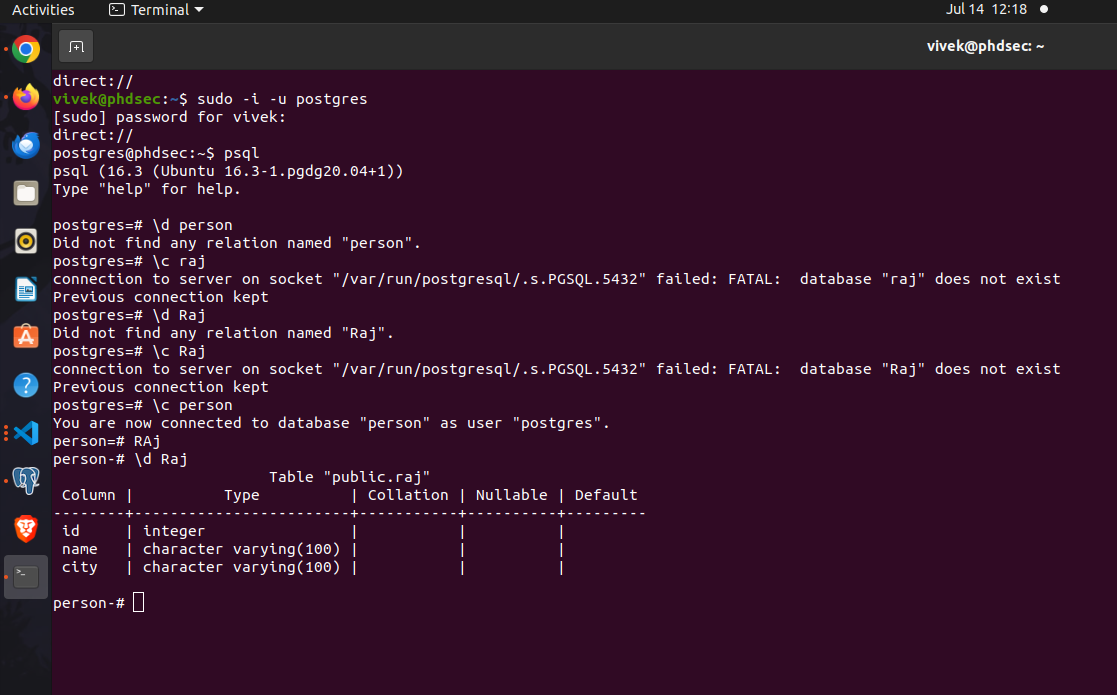 Activities Terminal Jul 14 12:18
vivek@phdsec: ~
direct://
vivek@phdsec:~$ sudo -i -u postgres
[sudo] password for vivek:
direct://
postgres@phdsec:~$ psql
psql (16.3 (Ubuntu 16.3-1.pgdg20.04+1))
Type "help" for help.
postgres=# \d person
Did not find any relation named "person".
postgres=# \c raj
connection to server on socket "/var/run/postgresql/.s.PGSQL.5432" failed: FATAL:  database "raj" does not exist
Previous connection kept
postgres=# \d Raj
Did not find any relation named "Raj".
postgres=# \c Raj
connection to server on socket "/var/run/postgresql/.s.PGSQL.5432" failed: FATAL:  database "Raj" does not exist
Previous connection kept
postgres=# \c person
You are now connected to database "person" as user "postgres".
person=# RAj
person-# \d Raj
                        Table "public.raj"
 Column |          Type          | Collation | Nullable | Default
--------+------------------------+-----------+----------+---------
 id     | integer                |           |          |
 name   | character varying(100) |           |          |
 city   | character varying(100) |           |          |
person-#